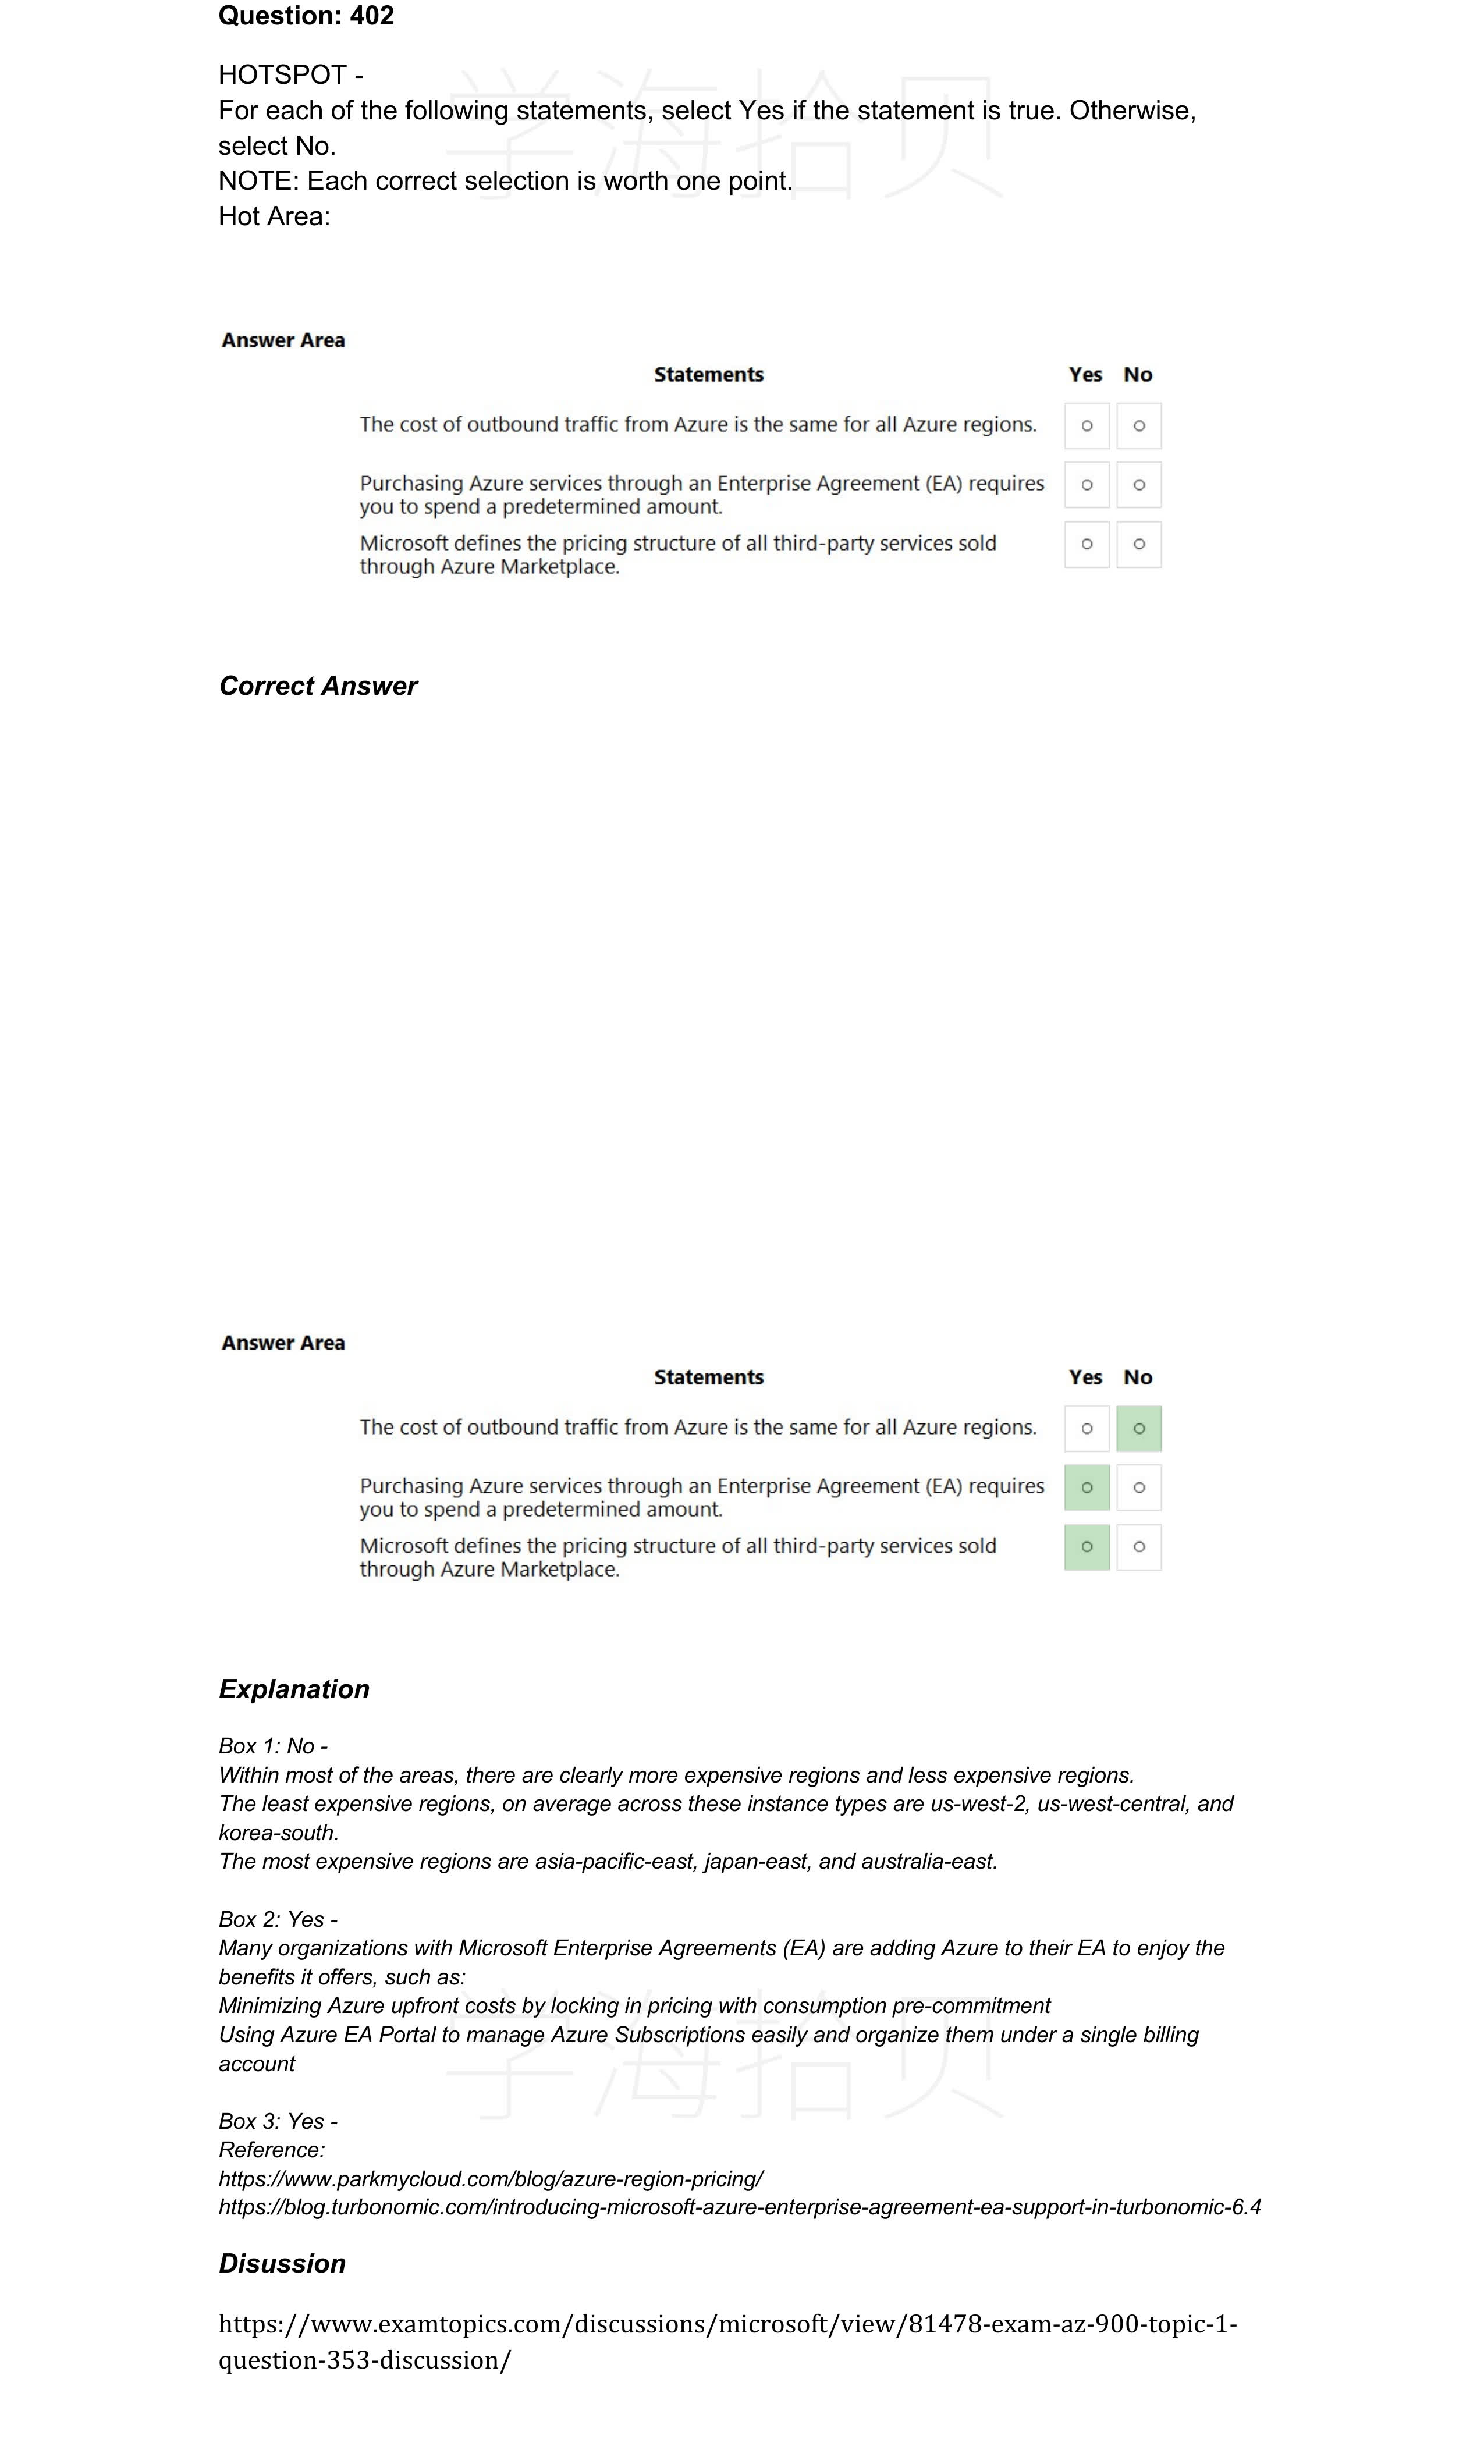 Question: 402
HOTSPOT -
For each of the following statements, select Yes if the statement is true. Otherwise,
select No.
NOTE: Each correct selection is worth one point.
Hot Area:
学海拾贝
Answer Area
Statements Yes No
The cost of outbound traffic from Azure is the same for all Azure regions.
Purchasing Azure services through an Enterprise Agreement (EA) requires
you to spend a predetermined amount.
Microsoft defines the pricing structure of all third-party services sold
through Azure Marketplace.
Correct Answer
Answer Area
Statements Yes No
The cost of outbound traffic from Azure is the same for all Azure regions.
Purchasing Azure services through an Enterprise Agreement (EA) requires
you to spend a predetermined amount.
Microsoft defines the pricing structure of all third-party services sold
through Azure Marketplace.
Explanation
Box 1: No -
Within most of the areas, there are clearly more expensive regions and less expensive regions.
The least expensive regions, on average across these instance types are us-west-2, us-west-central, and
korea-south.
The most expensive regions are asia-pacific-east, japan-east, and australia-east.
Box 2: Yes -
Many organizations with Microsoft Enterprise Agreements (EA) are adding Azure to their EA to enjoy the
benefits it offers, such as:
Minimizing Azure upfront costs by locking in pricing with consumption pre-commitment
Using Azure EA Portal to manage Azure Subscriptions easily and organize them under a single billing
account
学海拾贝
Box 3: Yes -
Reference:
https://www.parkmycloud.com/blog/azure-region-pricing/
https://blog.turbonomic.com/introducing-microsoft-azure-enterprise-agreement-ea-support-in-turbonomic-6.4
Disussion
https://www.examtopics.com/discussions/microsoft/view/81478-exam-az-900-topic-1-
question-353-discussion/